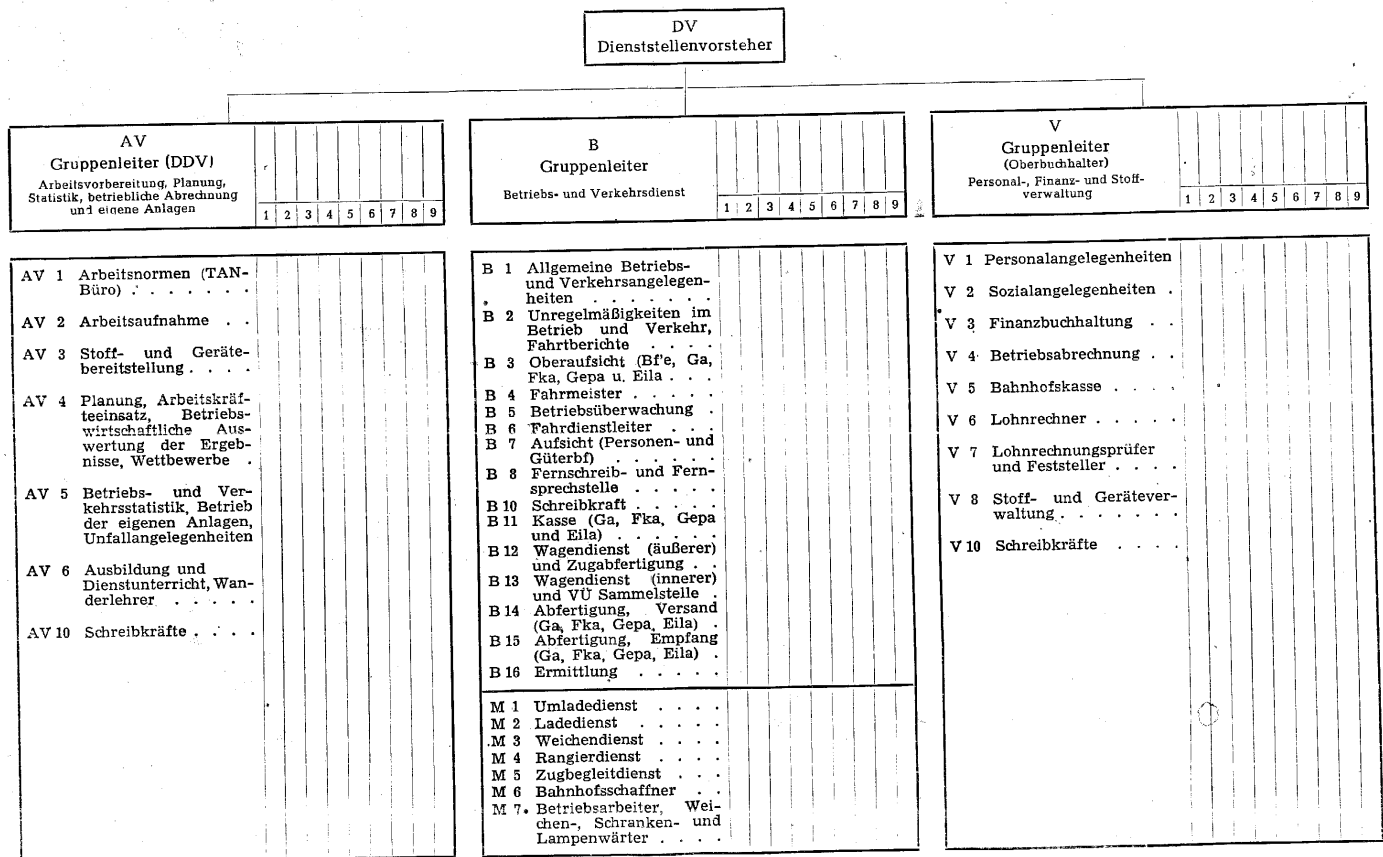 DV
Dienststellenvorsteher
AV
Gruppenleiter (DDV)
Arbeitsvorbereitung, Planung,
Statistik, betriebliche Abrechnung
und eigene Anlagen
1 2 3 4 5 6 7 8 9
AV 1 Arbeitsnormen (TAN-
Büro) . . . . . . .
AV 2 Arbeitsaufnahme . .
AV 3 Stoff- und Geräte-
bereitstellung . . . .
AV 4 Planung, Arbeitskräf-
teeinsatz, Betriebs-
wirtschaftliche Aus-
wertung der Ergeb-
nisse, Wettbewerbe .
AV 5 Betriebs- und Ver-
kehrsstatistik, Betrieb
der eigenen Anlagen,
Unfallangelegenheiten
AV 6 Ausbildung und
Dienstunterricht, Wan-
derlehrer . . . . .
AV 10 Schreibkräfte . . . .
B
Gruppenleiter
Betriebs- und Verkehrsdienst
1 2 3 4 5 6 7 8 9
B 1 Allgemeine Betriebs-
und Verkehrsangelegen-
heiten . . . . . . .
B 2 Unregelmäßigkeiten im
Betrieb und Verkehr,
Fahrtberichte . . . .
B 3 Oberaufsicht (Bf'e, Ga,
Fka, Gepa u. Eila . . .
B 4 Fahrmeister . . . . .
B 5 Betriebsüberwachung .
B 6 Fahrdienstleiter . . .
B 7 Aufsicht (Personen- und
Güterbf) . . . . . .
B 8 Fernschreib- und Fern-
sprechstelle . . . . .
B 10 Schreibkraft . . . . .
B 11 Kasse (Ga, Fka, Gepa
und Eila) . . . . . .
B 12 Wagendienst (äußerer)
und Zugabfertigung . .
B 13 Wagendienst (innerer)
und VÜ Sammelstelle .
B 14 Abfertigung, Versand
(Ga, Fka, Gepa, Eila) .
B 15 Abfertigung, Empfang
(Ga, Fka, Gepa, Eila) .
B 16 Ermittlung . . . . .
M 1 Umladedienst . . . .
M 2 Ladedienst . . . . .
M 3 Weichendienst . . . .
M 4 Rangierdienst . . . .
M 5 Zugbegleitdienst . . .
M 6 Bahnhofsschaffner . .
M 7 Betriebsarbeiter, Wei-
chen-, Schranken- und
Lampenwärter . . . .
V
Gruppenleiter
(Oberbuchhalter)
Personal-, Finanz- und Stoff-
verwaltung
1 2 3 4 5 6 7 8 9
V 1 Personalangelegenheiten
V 2 Sozialangelegenheiten .
V 3 Finanzbuchhaltung . .
V 4 Betriebsabrechnung . .
V 5 Bahnhofskasse . . . .
V 6 Lohnrechner . . . . .
V 7 Lohnrechnungsprüfer
und Feststeller . . . .
V 8 Stoff- und Gerätever-
waltung . . . . . . .
V 10 Schreibkräfte . . . .